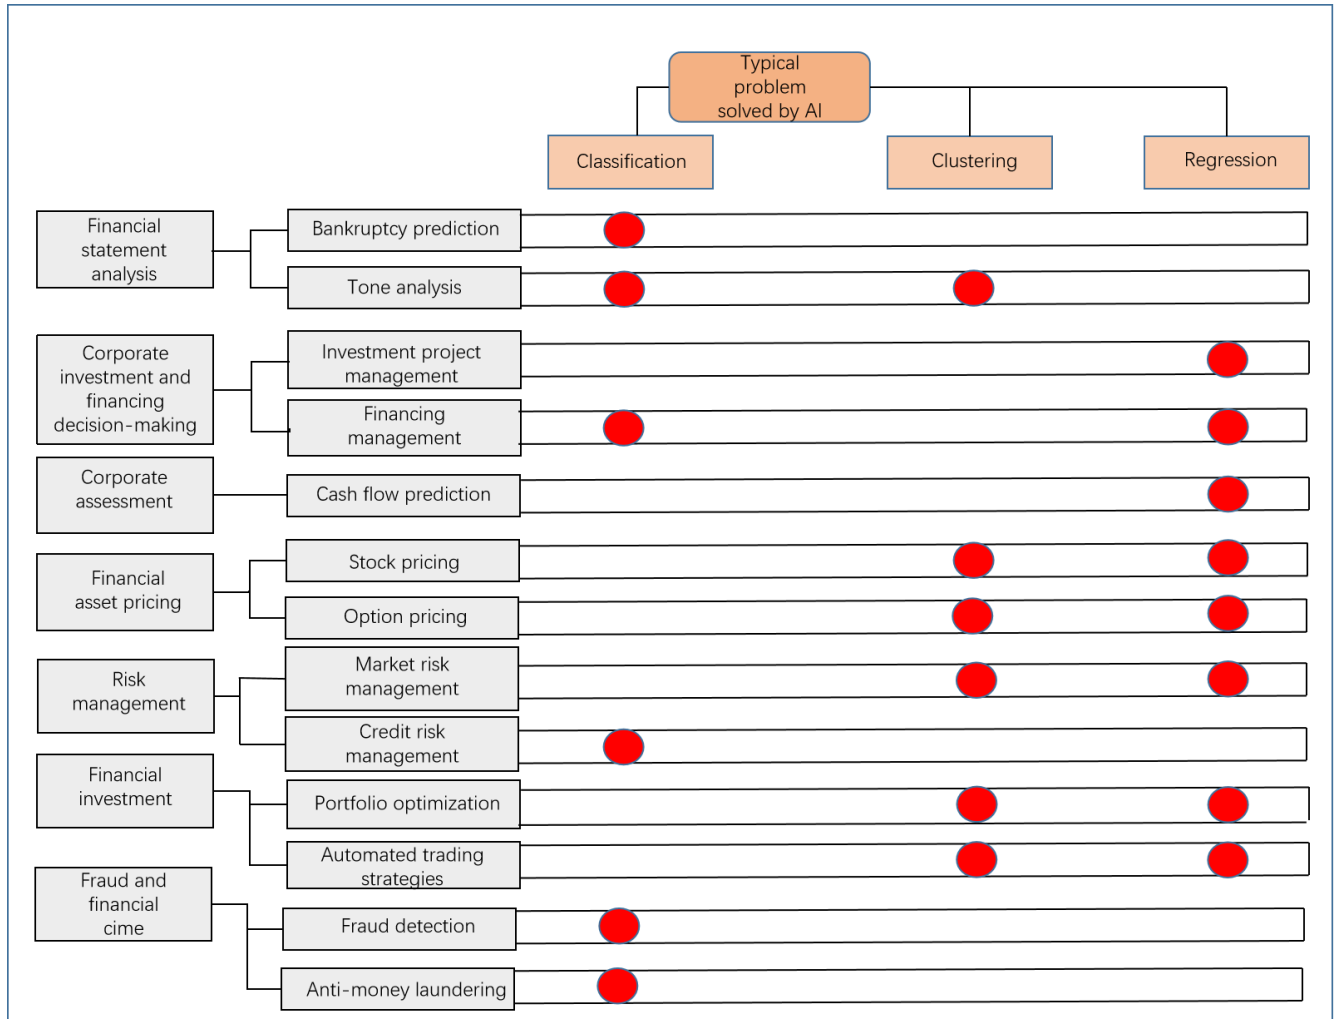 Typical
problem
solved by AI
Classification
Clustering
Regression
Financial
statement
analysis
Bankruptcy prediction
Tone analysis
Corporate
investment and
financing
decision-making
Investment project
management
Financing
management
Corporate
assessment
Cash flow prediction
Financial
asset pricing
Stock pricing
Option pricing
Risk
management
Market risk
management
Credit risk
management
Financial
investment
Portfolio optimization
Automated trading
strategies
Fraud and
financial
cime
Fraud detection
Anti-money laundering